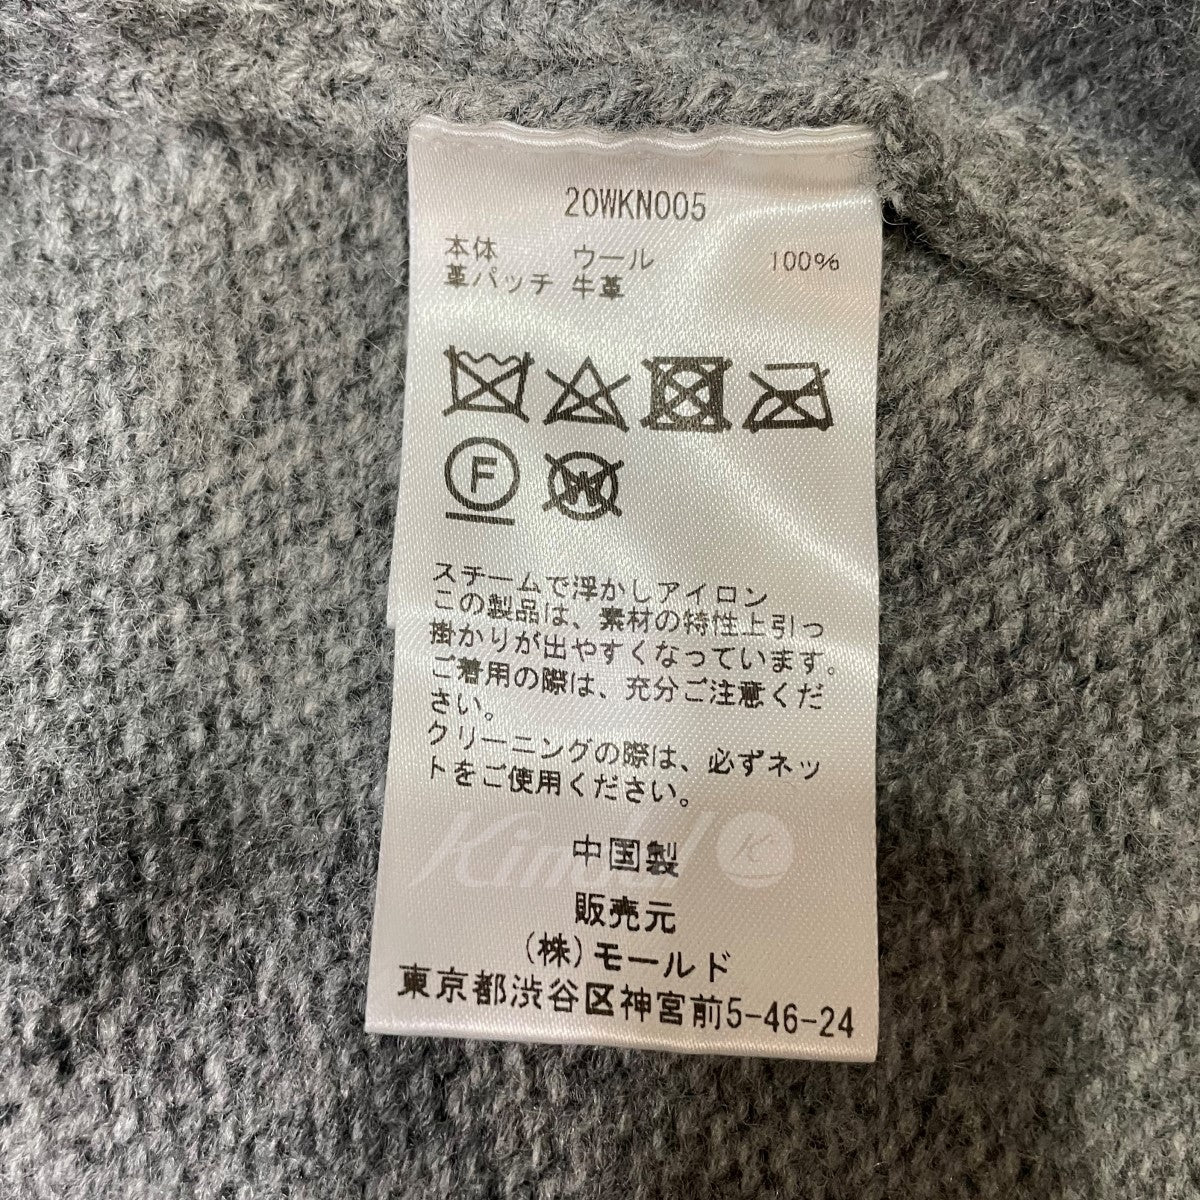 20WKN005
本体 ウール 100%
革パッチ 牛革
F
W
スチームで浮かしアイロン
この製品は、素材の特性上引っ
掛かりが出やすくなっています。
ご着用の際は、充分ご注意くだ
さい。
クリーニングの際は、必ずネッ
トをご使用ください。
Kindal K
中国製
販売元
(株)モールド
東京都渋谷区神宮前5-46-24